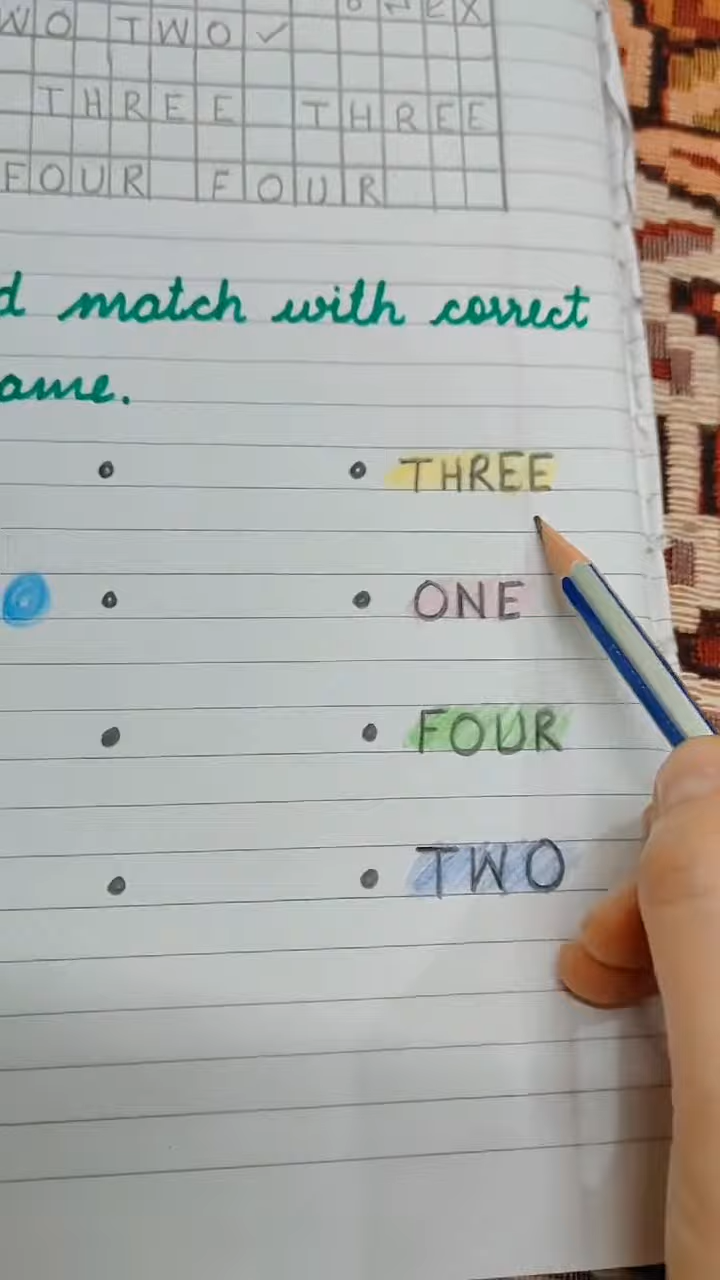 WO TWO ✓
THREE THREE
FOUR FOUR
d match with correct
ame.
THREE
ONE
FOUR
TWO